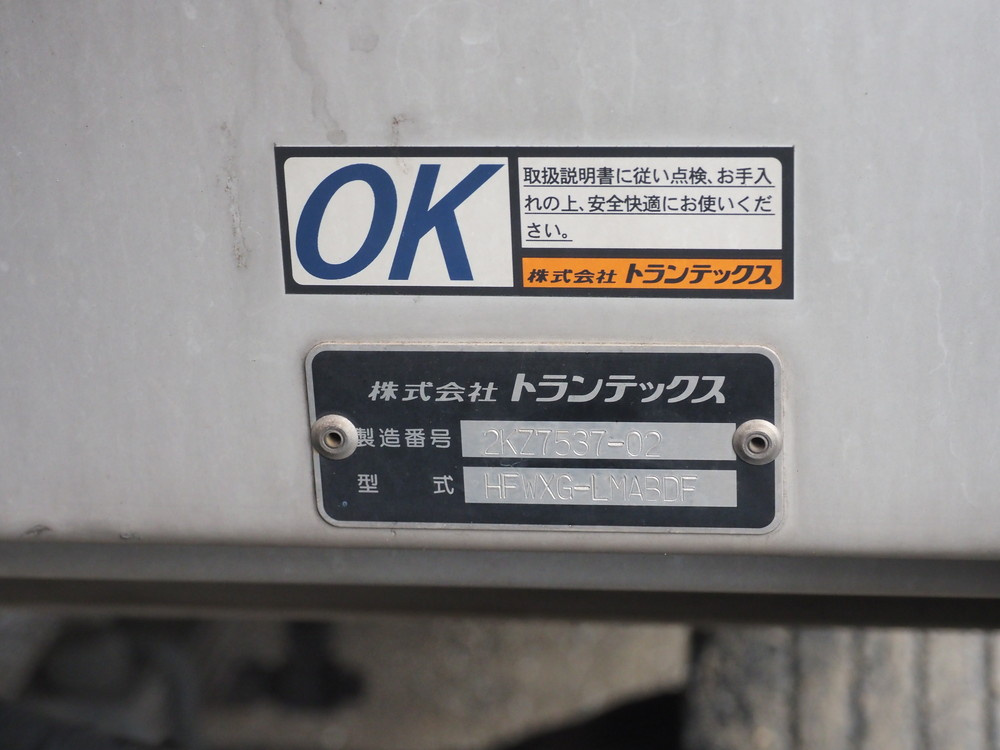 OK
取扱説明書に従い点検、お手入
れの上、安全快適にお使いくだ
さい。
株式会社 トランテックス
株式会社 トランテックス
製造番号 2KZ7537-02
型 式 HFWXG-LMABDF